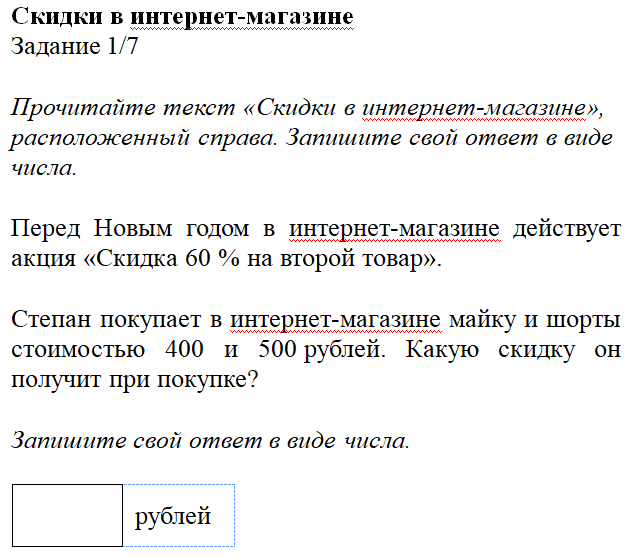 Скидки в интернет-магазине
Задание 1/7
Прочитайте текст «Скидки в интернет-магазине»,
расположенный справа. Запишите свой ответ в виде
числа.
Перед Новым годом в интернет-магазине действует
акция «Скидка 60 % на второй товар».
Степан покупает в интернет-магазине майку и шорты
стоимостью 400 и 500 рублей. Какую скидку он
получит при покупке?
Запишите свой ответ в виде числа.
рублей